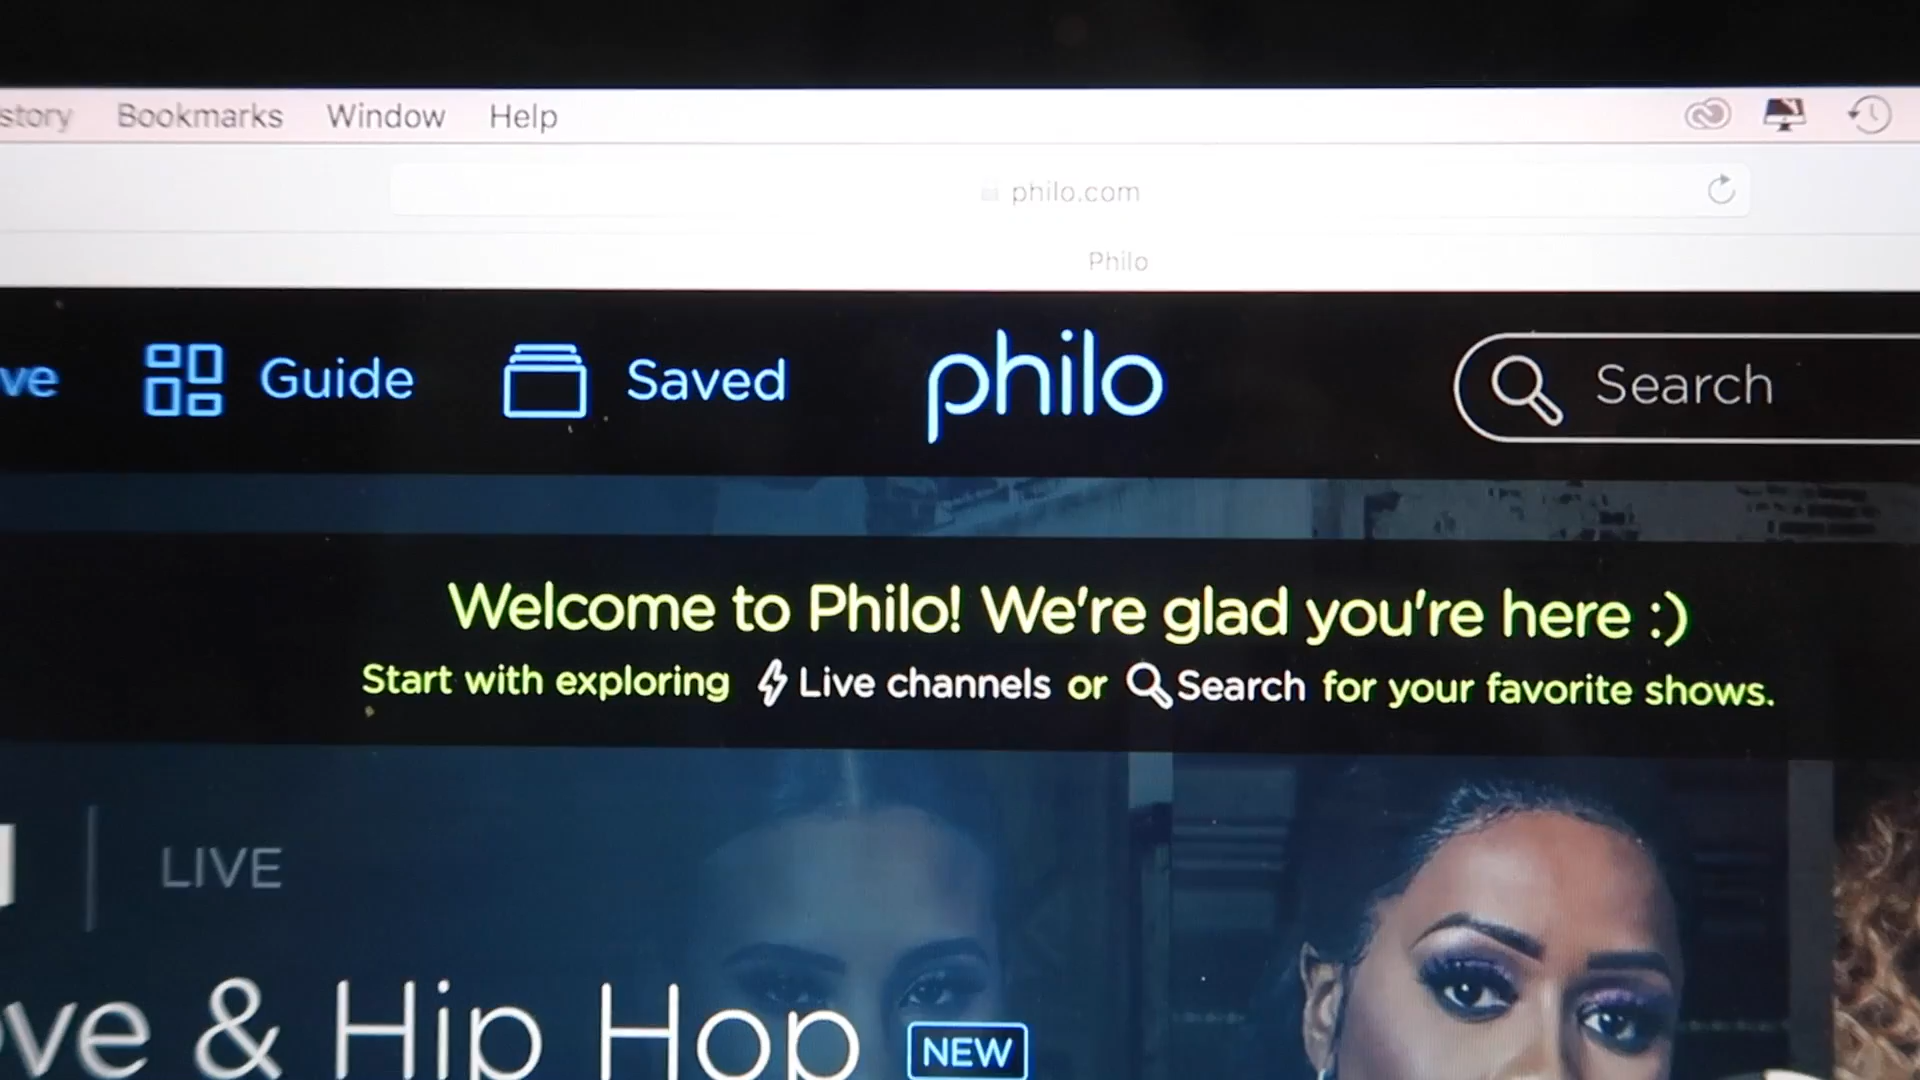 story Bookmarks Window Help
philo.com
Philo
ve Guide Saved philo Search
Welcome to Philo! We're glad you're here :)
Start with exploring Live channels or Search for your favorite shows.
LIVE
ove & Hip Hop NEW